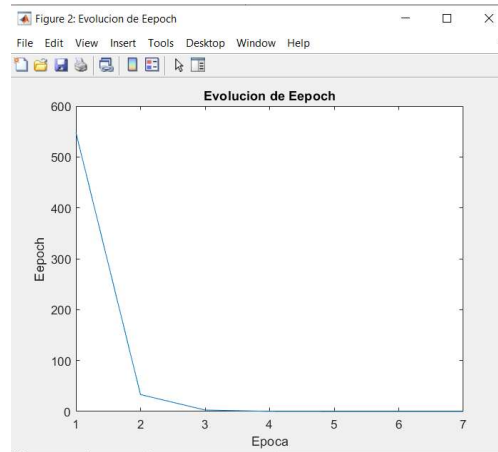 Figure 2: Evolucion de Eepoch
File Edit View Insert Tools Desktop Window Help
Evolucion de Eepoch
600
500
400
300
200
100
0
Eepoch
1 2 3 4 5 6 7
Epoca